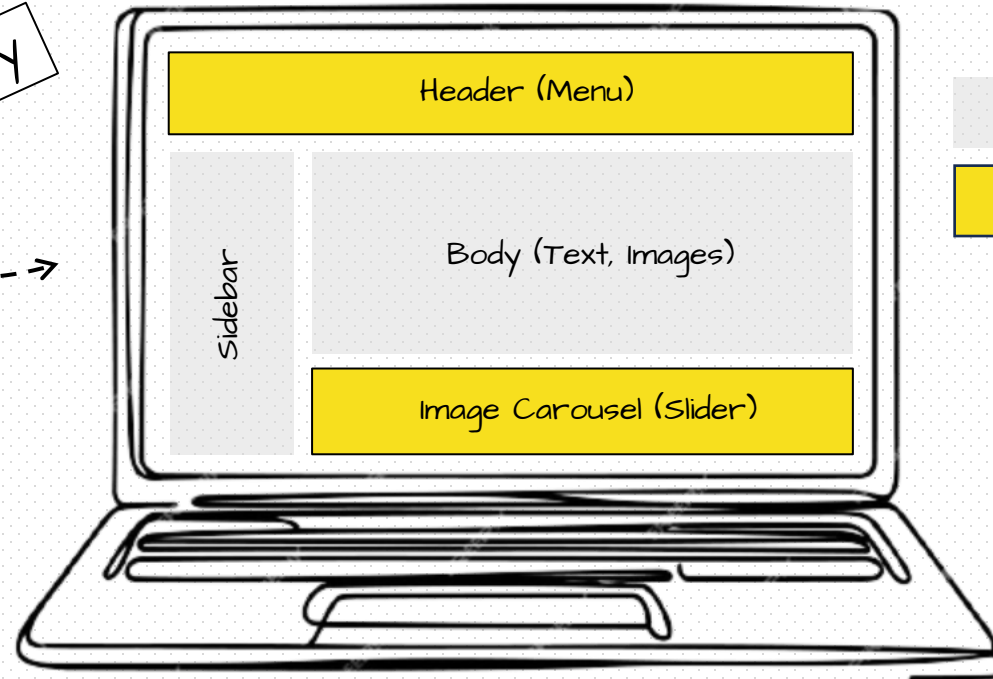 y
Header (Menu)
Sidebar
Body (Text, Images)
Image Carousel (Slider)